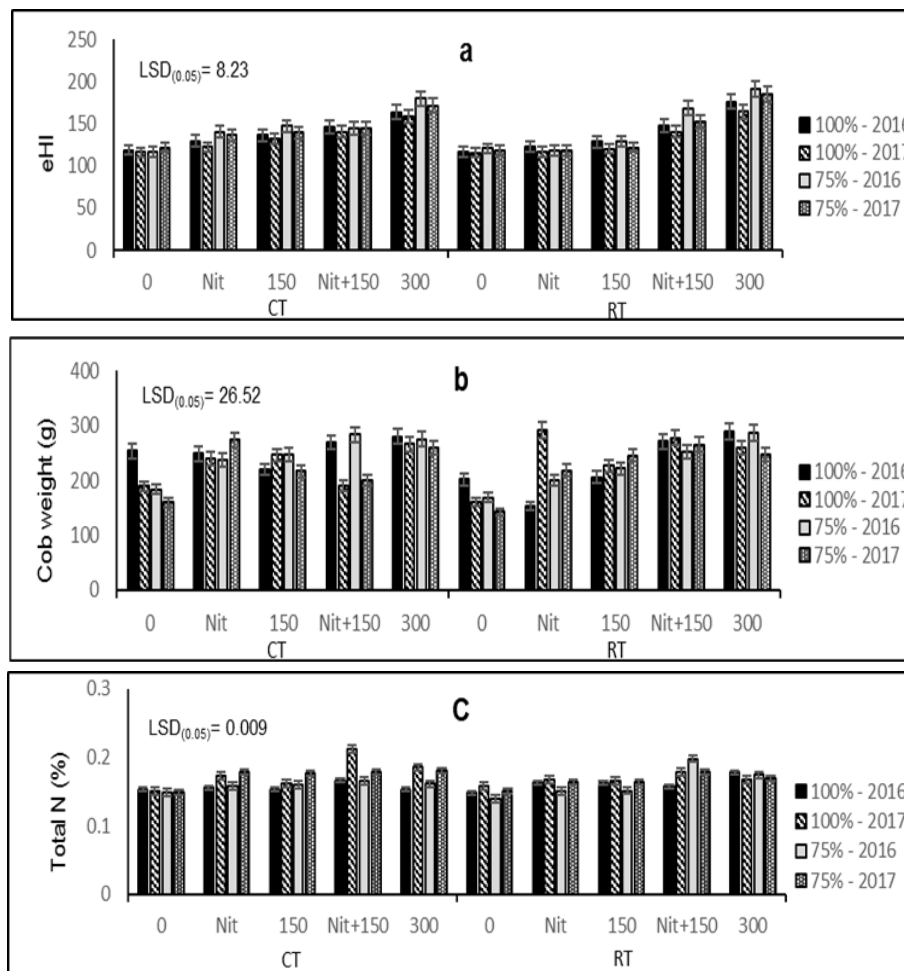 a
LSD(0.05)= 8.23
eHI
250
200
150
100
50
0
0 Nit 150 Nit+150 300 0 Nit 150 Nit+150 300
CT RT
100% - 2016
100% - 2017
75% - 2016
75% - 2017
b
LSD(0.05)= 26.52
Cob weight (g)
400
300
200
100
0
0 Nit 150 Nit+150 300 0 Nit 150 Nit+150 300
CT RT
100% - 2016
100% - 2017
75% - 2016
75% - 2017
C
LSD(0.05)= 0.009
Total N (%)
0.3
0.2
0.1
0
0 Nit 150 Nit+150 300 0 Nit 150 Nit+150 300
CT RT
100% - 2016
100% - 2017
75% - 2016
75% - 2017